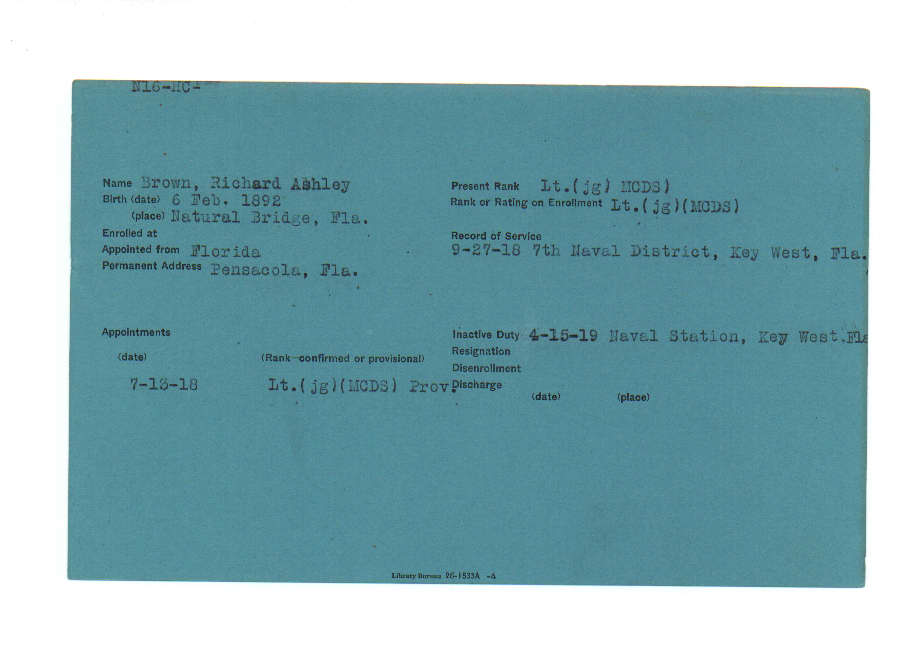 N16-MC-
Name Brown, Richard Ashley
Birth (date) 6 Feb. 1892
(place) Natural Bridge, Fla.
Enrolled at
Appointed from Florida
Permanent Address Pensacola, Fla.
Present Rank Lt.(jg) MCDS)
Rank or Rating on Enrollment Lt.(jg)(MCDS)
Record of Service
9-27-18 7th Naval District, Key West, Fla.
Appointments
(date) (Rank—confirmed or provisional)
7-13-18 Lt.(jg)(MCDS) Prov.
Inactive Duty 4-15-19 Naval Station, Key West.Fla
Resignation
Disenrollment
Discharge
(date) (place)
Library Bureau 26-1533A -A